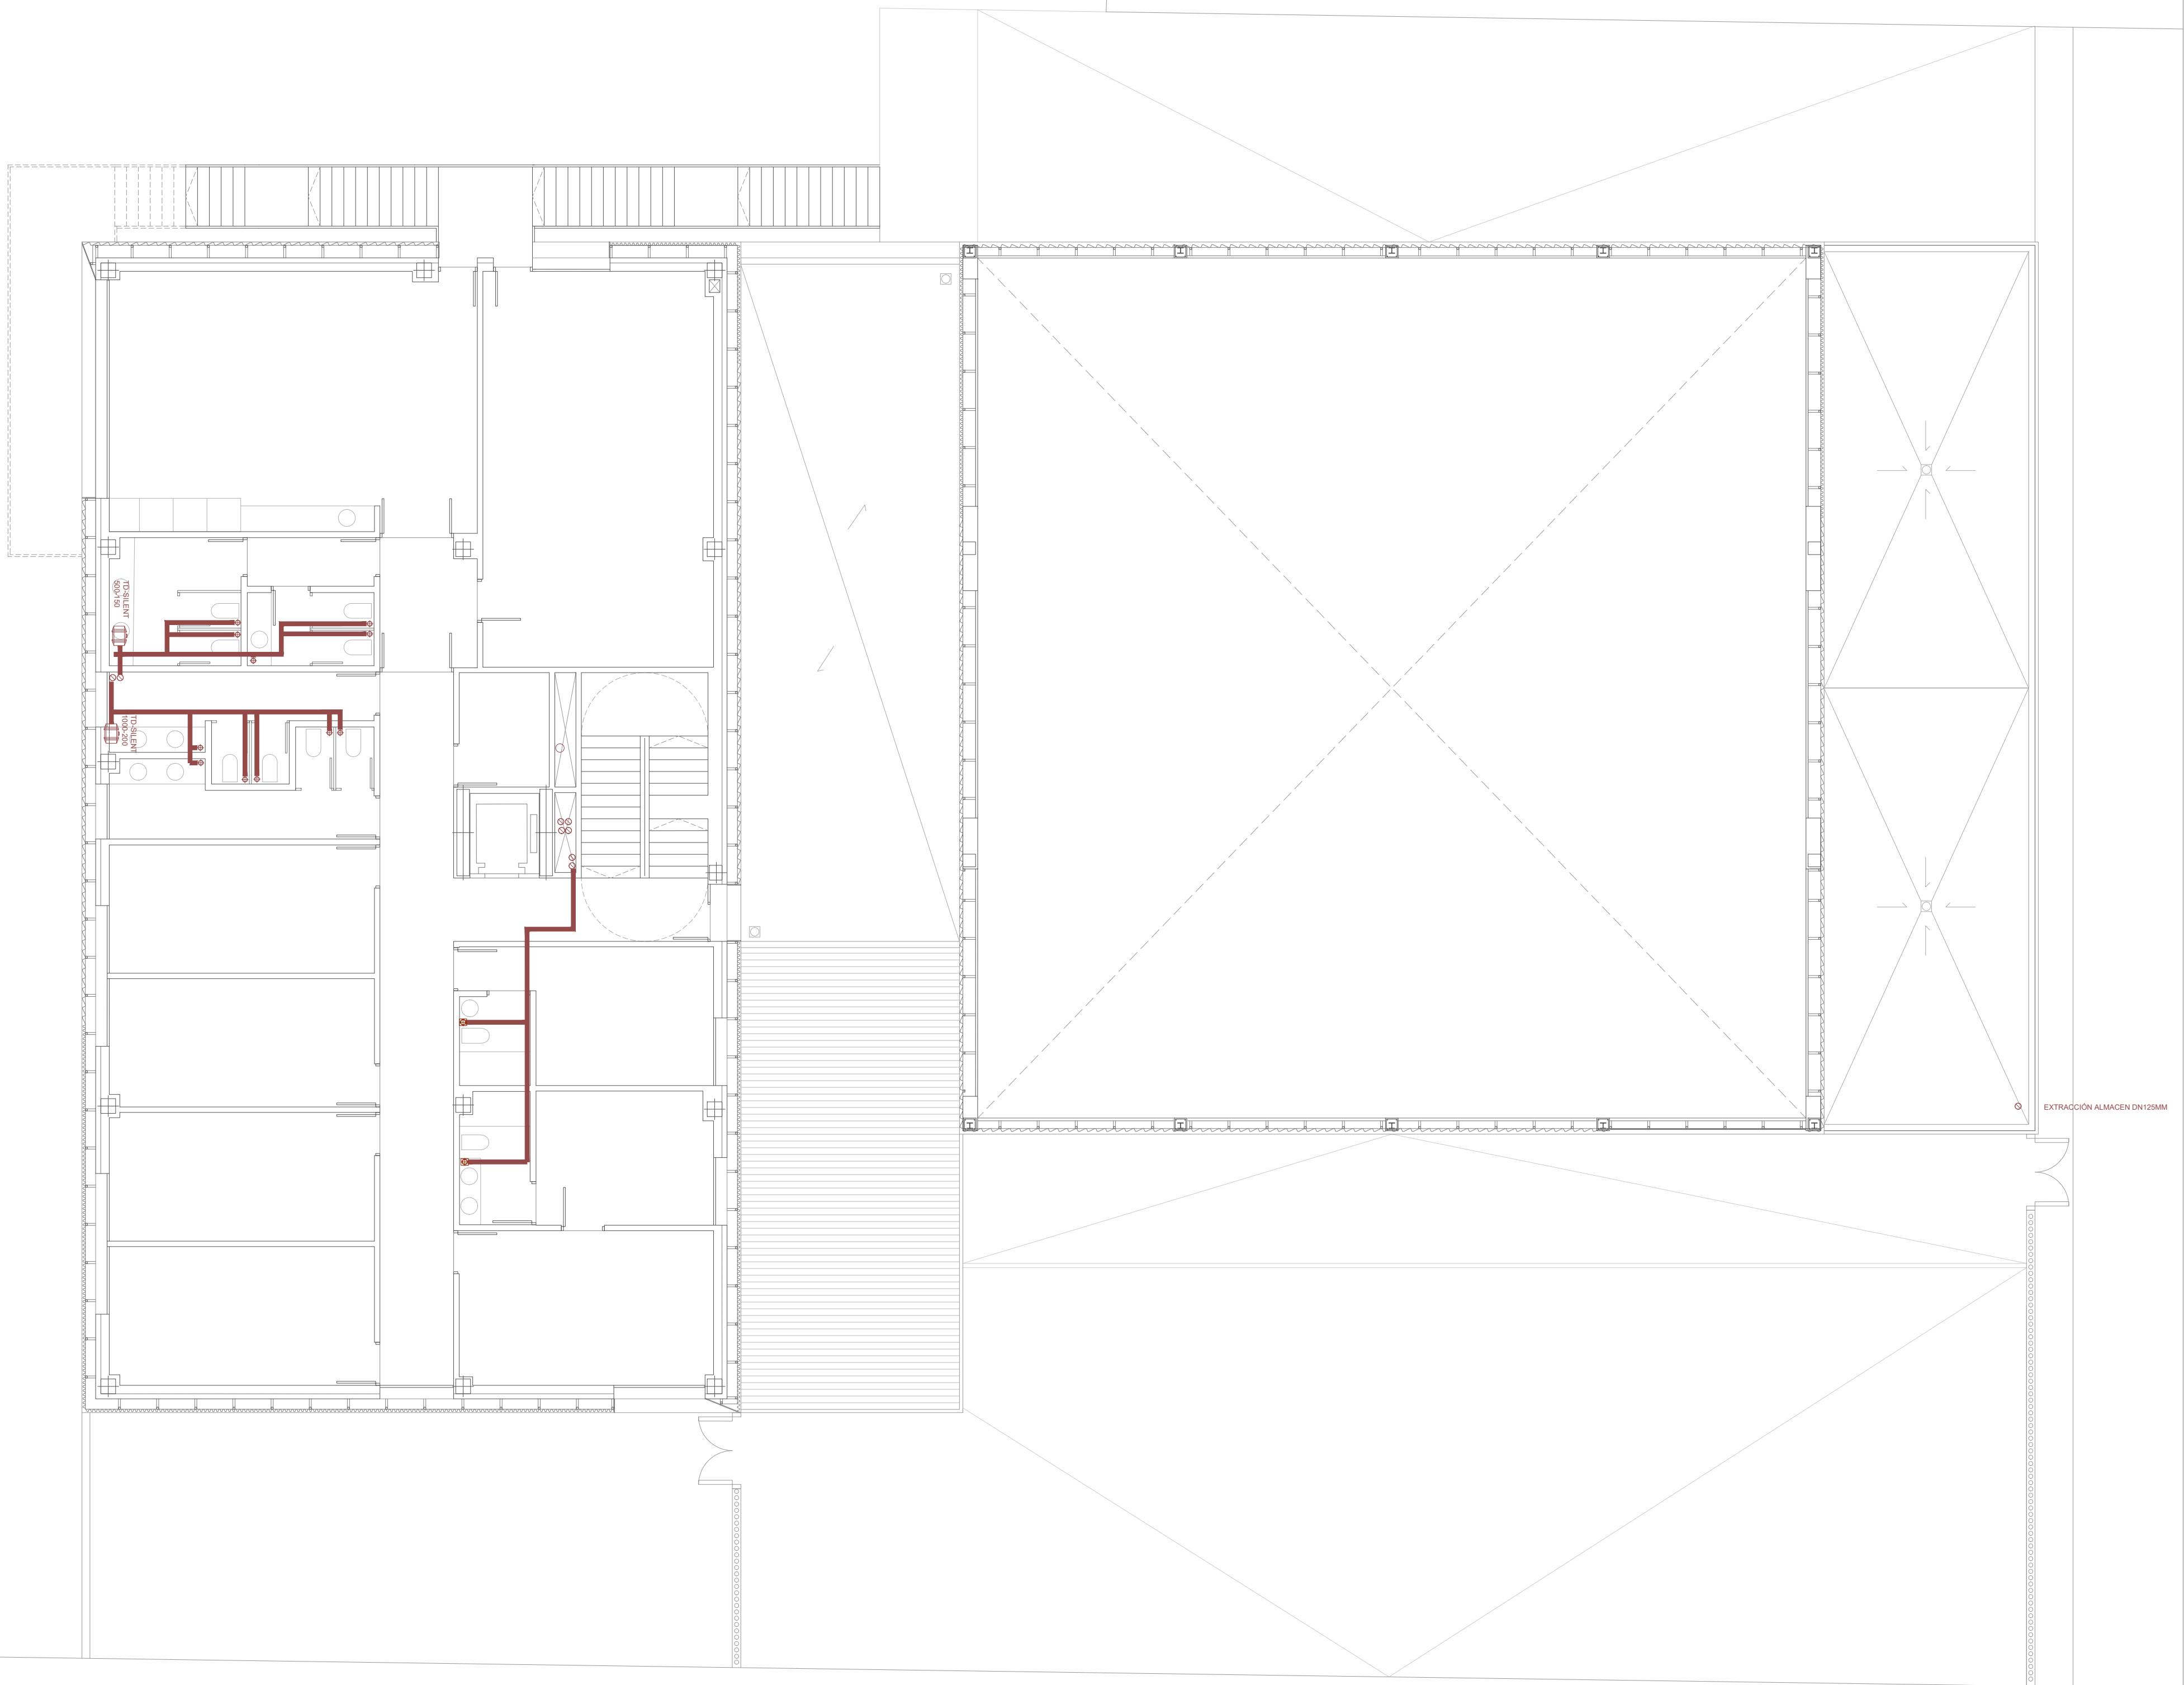 TD-SILENT
500-150
TD-SILENT
1000-200
EXTRACCIÓN ALMACEN DN125MM